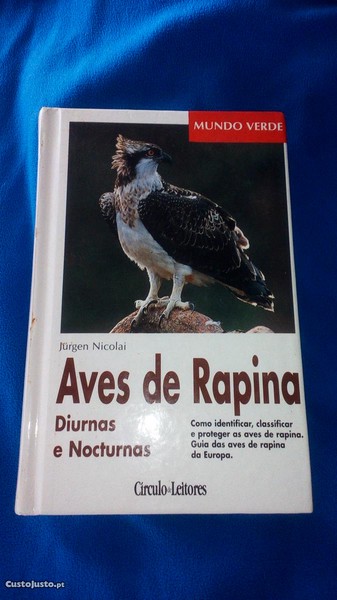 MUNDO VERDE
Jürgen Nicolai
Aves de Rapina
Diurnas
e Nocturnas
Como identificar, classificar
e proteger as aves de rapina.
Guia das aves de rapina
da Europa.
Círculo de Leitores
CustoJusto.pt